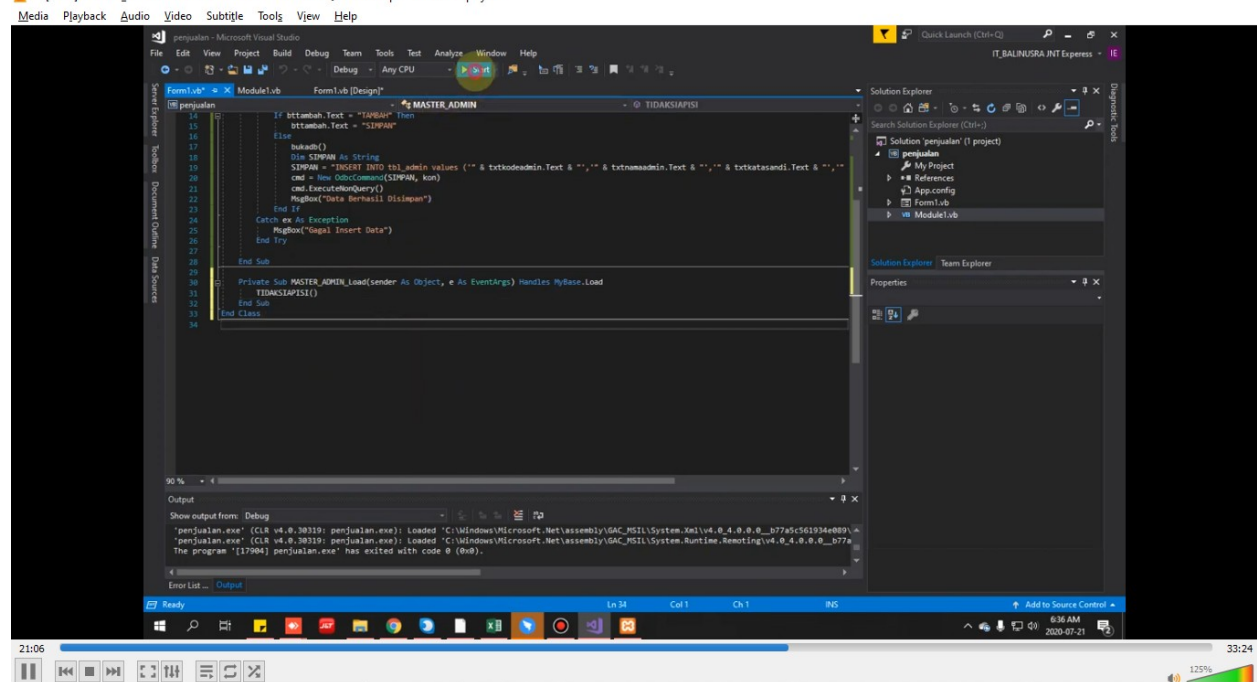 Media Playback Audio Video Subtitle Tools View Help
penjualan - Microsoft Visual Studio
Quick Launch (Ctrl+Q)
File Edit View Project Build Debug Team Tools Test Analyze Window Help
IT_BALINUSRA JNT Experess
IE
Debug Any CPU Start
Form1.vb* Module1.vb Form1.vb [Design]*
penjualan MASTER_ADMIN TIDAKSIAPISI
14 If bttambah.Text = "TAMBAH" Then
15 bttambah.Text = "SIMPAN"
16 Else
17 bukadb()
18 Dim SIMPAN As String
19 SIMPAN = "INSERT INTO tbl_admin values ('" & txtkodeadmin.Text & "','" & txtnamaadmin.Text & "','" & txtkatasandi.Text & "','"
20 cmd = New OdbcCommand(SIMPAN, kon)
21 cmd.ExecuteNonQuery()
22 MsgBox("Data Berhasil Disimpan")
23 End If
24 Catch ex As Exception
25 MsgBox("Gagal Insert Data")
26 End Try
27
28 End Sub
29
30 Private Sub MASTER_ADMIN_Load(sender As Object, e As EventArgs) Handles MyBase.Load
31 TIDAKSIAPISI()
32 End Sub
33 End Class
34
Server Explorer
Toolbox
Document Outline
Data Sources
Solution Explorer
Search Solution Explorer (Ctrl+;)
Solution 'penjualan' (1 project)
penjualan
My Project
References
App.config
Form1.vb
Module1.vb
Solution Explorer Team Explorer
Properties
Diagnostic Tools
90 %
Output
Show output from: Debug
'penjualan.exe' (CLR v4.0.30319: penjualan.exe): Loaded 'C:\Windows\Microsoft.Net\assembly\GAC_MSIL\System.Xml\v4.0_4.0.0.0__b77a5c561934e089\
'penjualan.exe' (CLR v4.0.30319: penjualan.exe): Loaded 'C:\Windows\Microsoft.Net\assembly\GAC_MSIL\System.Runtime.Remoting\v4.0_4.0.0.0__b77a
The program '[17904] penjualan.exe' has exited with code 0 (0x0).
Error List ... Output
Ready Ln 34 Col 1 Ch 1 INS Add to Source Control
6:36 AM
2020-07-21
21:06 33:24
125%